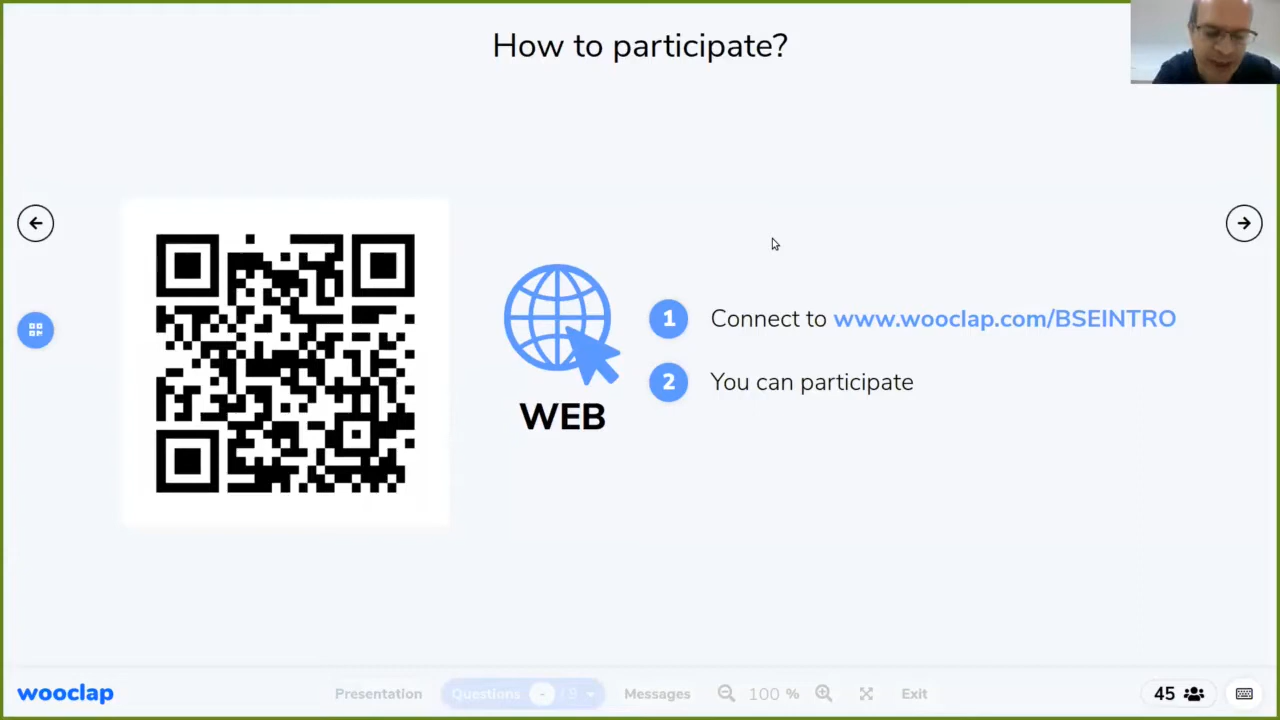 How to participate?
1 Connect to www.wooclap.com/BSEINTRO
2 You can participate
WEB
wooclap Presentation Questions - / 8 Messages 100 % Exit 45